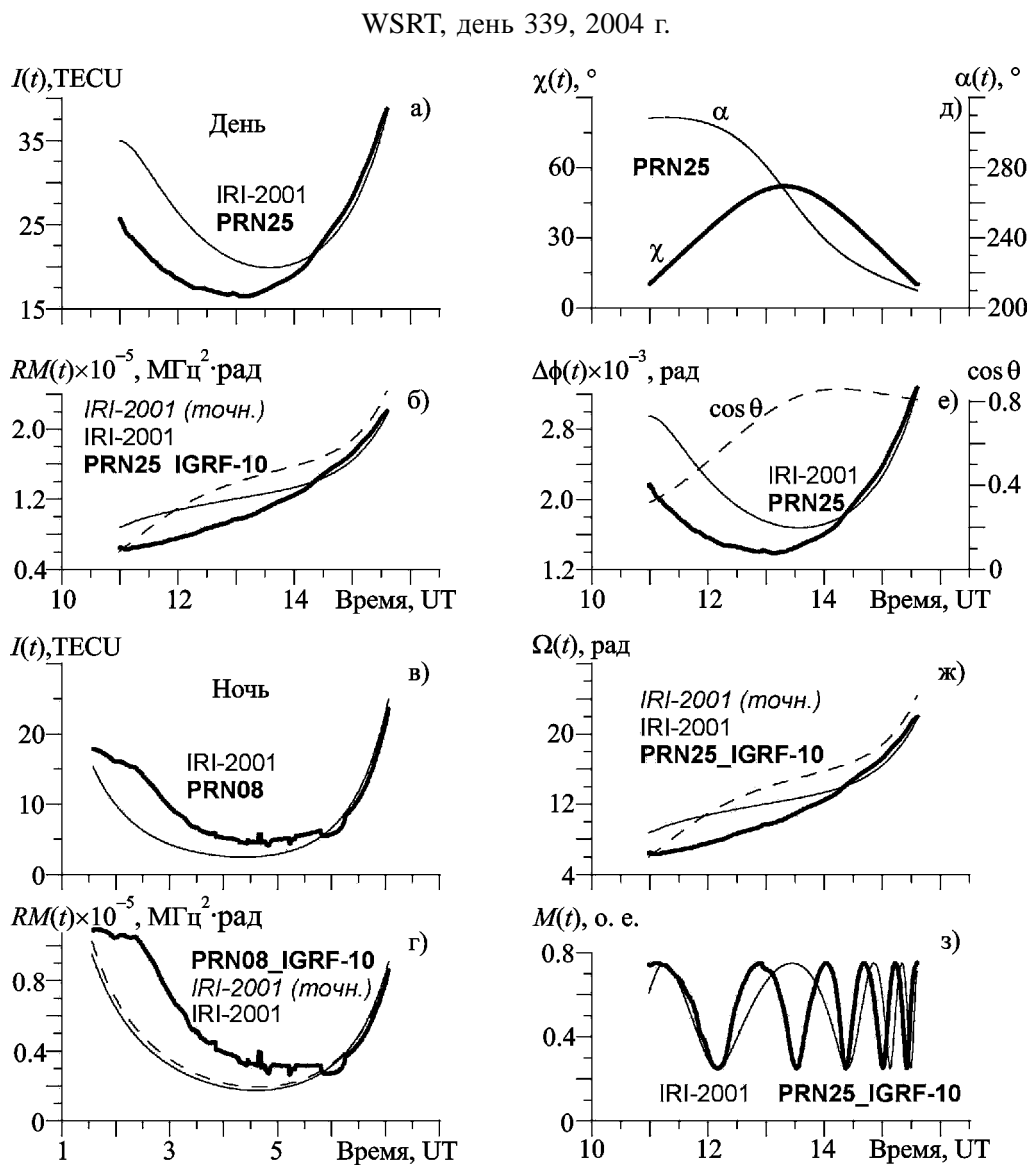 WSRT, день 339, 2004 г.
I(t),TECU
а)
День
35
IRI-2001
PRN25
25
15
RM(t)×10⁻⁵, МГц²·рад
б)
IRI-2001 (точн.)
2.0
IRI-2001
PRN25 IGRF-10
1.2
0.4
10 12 14 Время, UT
I(t),TECU
в)
Ночь
20
IRI-2001
PRN08
10
0
RM(t)×10⁻⁵, МГц²·рад
г)
PRN08_IGRF-10
0.8
IRI-2001 (точн.)
IRI-2001
0.4
0
1 3 5 Время, UT
χ(t), ° α(t), °
д)
α
60
PRN25
280
30
χ
240
0
200
Δϕ(t)×10⁻³, рад cosθ
е)
cosθ
0.8
2.8
IRI-2001
PRN25
0.4
2.0
1.2
0
10 12 14 Время, UT
Ω(t), рад
ж)
IRI-2001 (точн.)
20
IRI-2001
PRN25_IGRF-10
12
4
M(t), о. е.
з)
0.8
0.4
IRI-2001 PRN25_IGRF-10
0
10 12 14 Время, UT